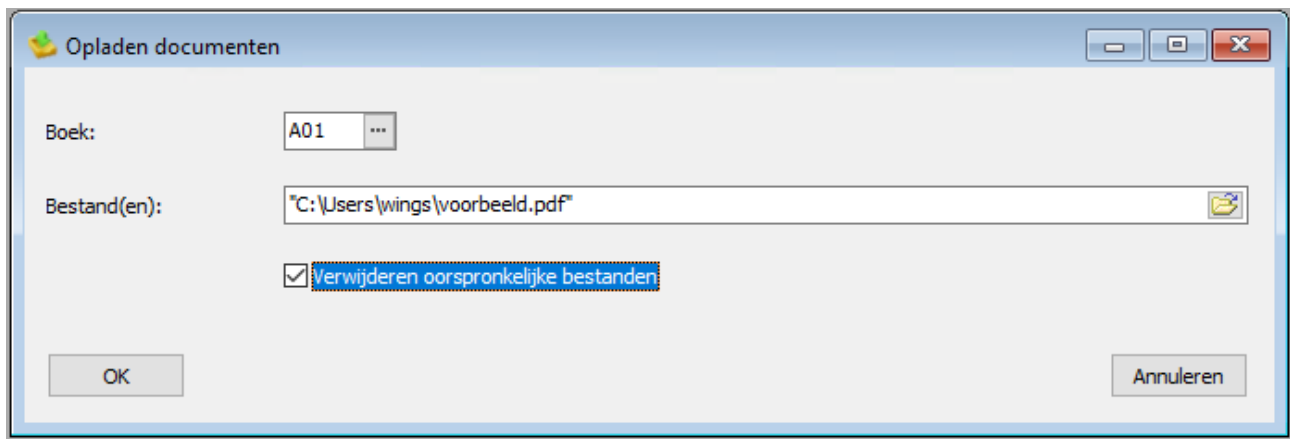 Opladen documenten
Boek: A01 ...
Bestand(en): "C:\Users\wings\voorbeeld.pdf"
Verwijderen oorspronkelijke bestanden
OK Annuleren